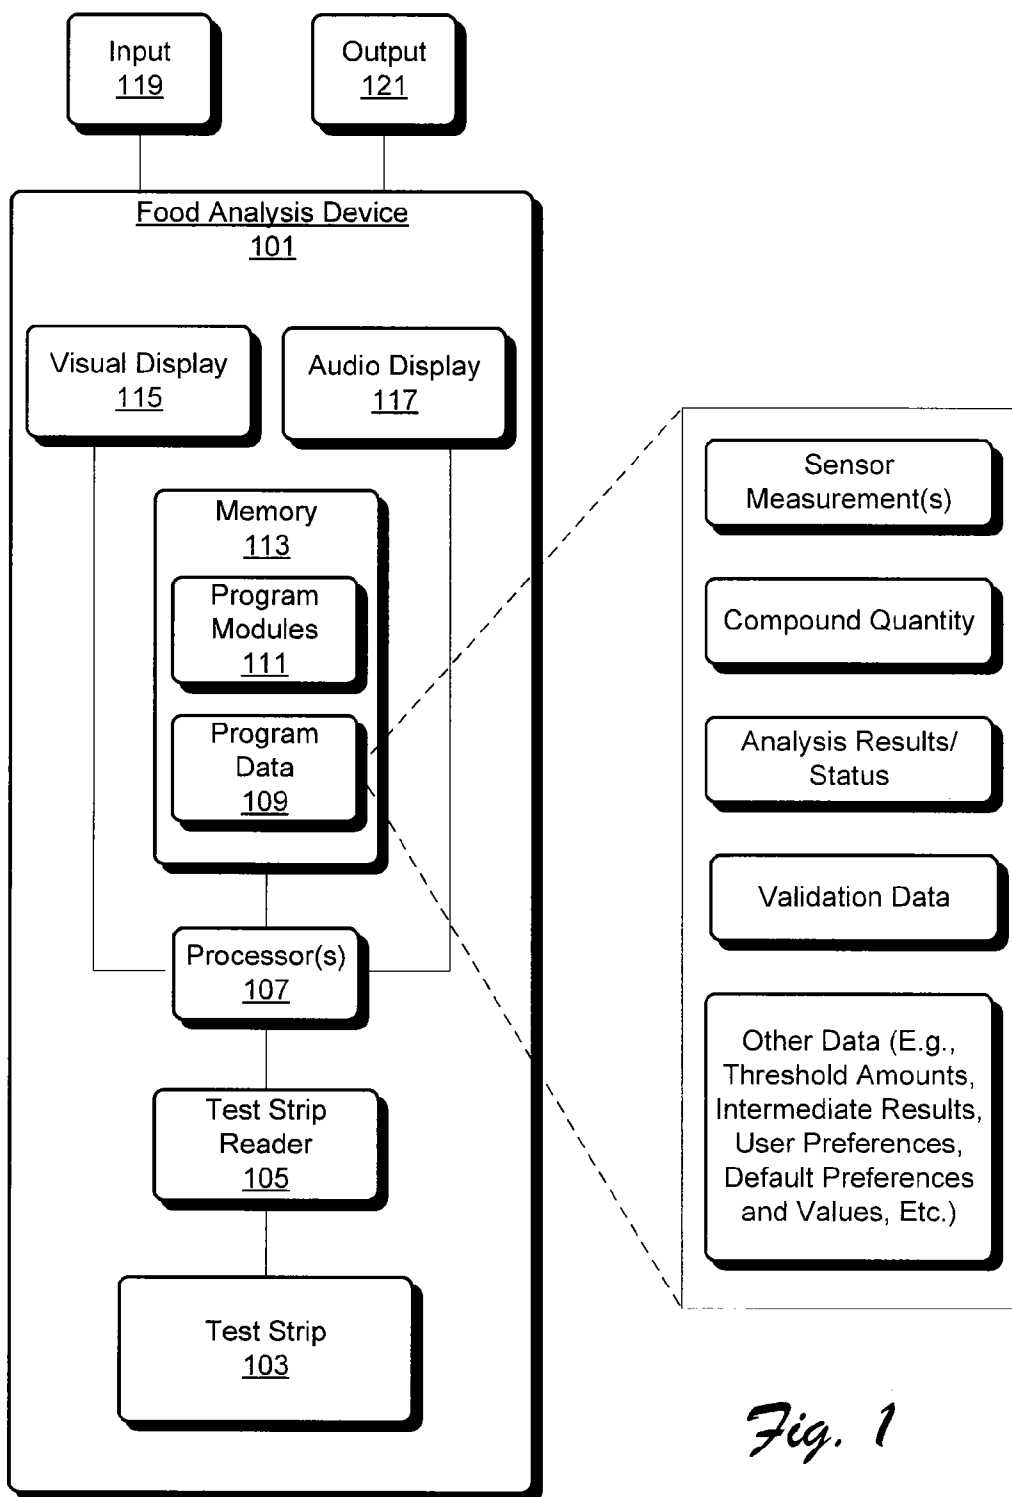 Input
119
Output
121
Food Analysis Device
101
Visual Display
115
Audio Display
117
Memory
113
Program
Modules
111
Program
Data
109
Processor(s)
107
Test Strip
Reader
105
Test Strip
103
Sensor
Measurement(s)
Compound Quantity
Analysis Results/
Status
Validation Data
Other Data (E.g.,
Threshold Amounts,
Intermediate Results,
User Preferences,
Default Preferences
and Values, Etc.)
Fig. 1